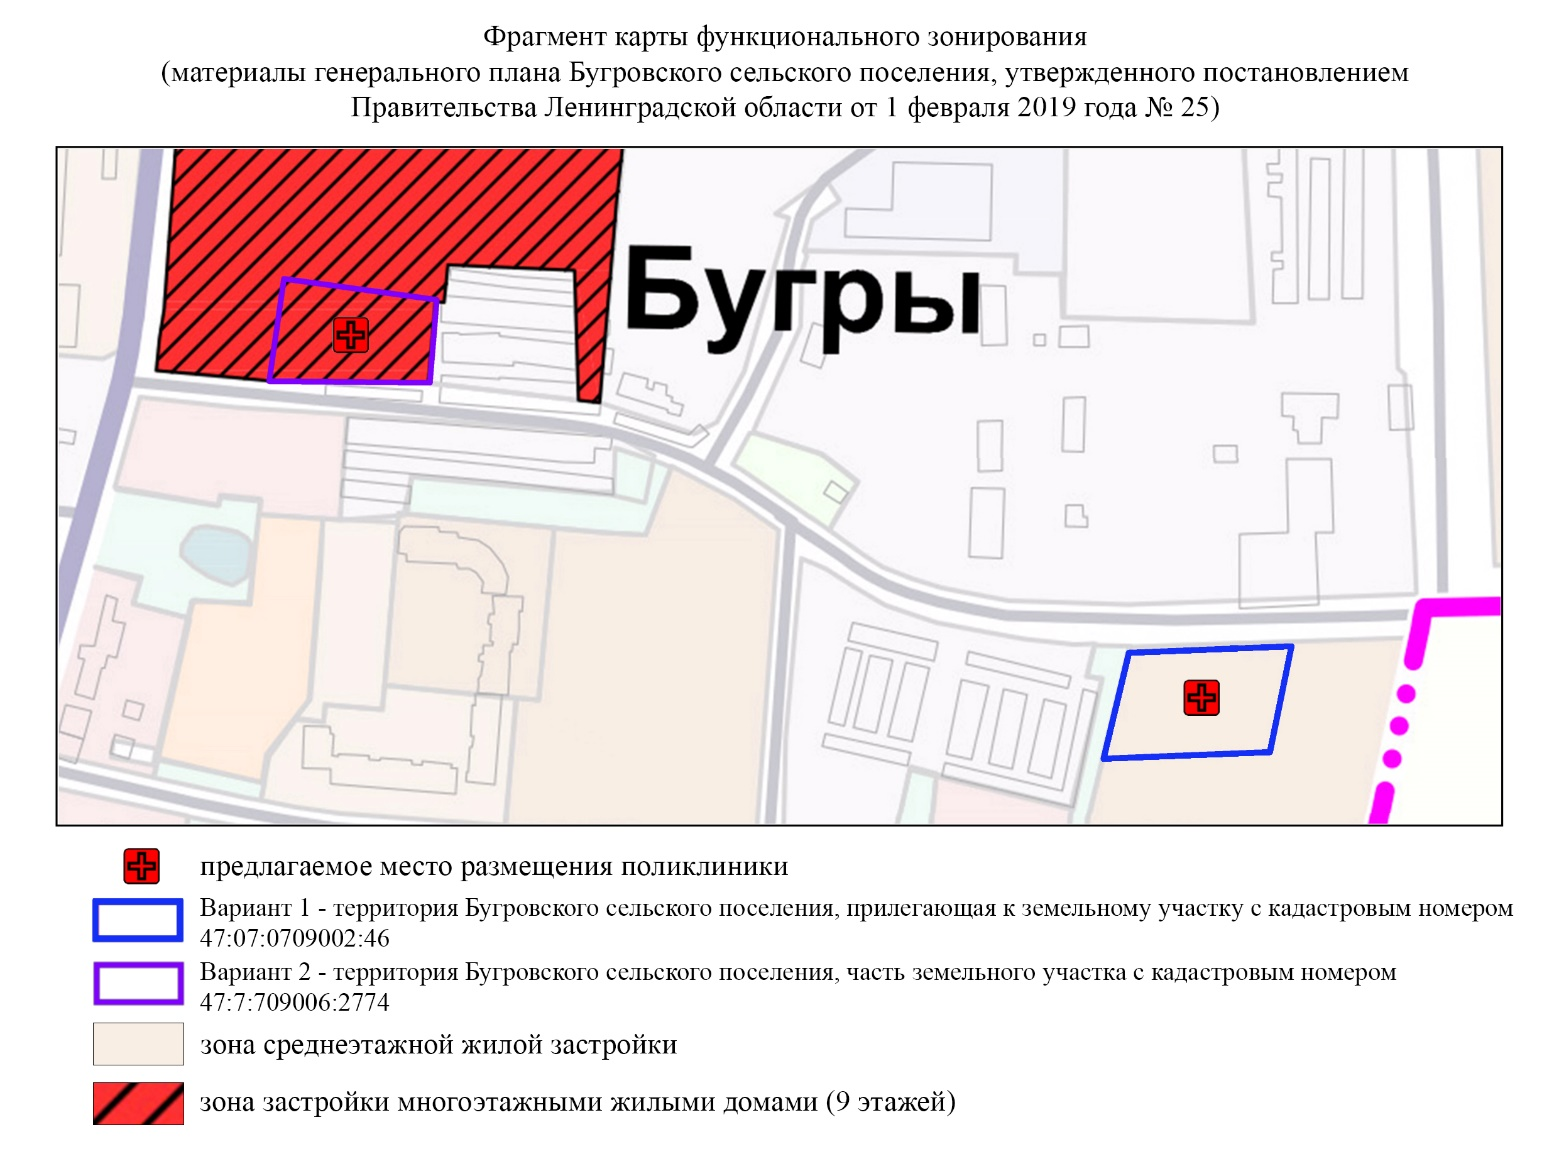 Фрагмент карты функционального зонирования
(материалы генерального плана Бугровского сельского поселения, утвержденного постановлением
Правительства Ленинградской области от 1 февраля 2019 года № 25)
Бугры
предлагаемое место размещения поликлиники
Вариант 1 - территория Бугровского сельского поселения, прилегающая к земельному участку с кадастровым номером
47:07:0709002:46
Вариант 2 - территория Бугровского сельского поселения, часть земельного участка с кадастровым номером
47:7:709006:2774
зона среднеэтажной жилой застройки
зона застройки многоэтажными жилыми домами (9 этажей)